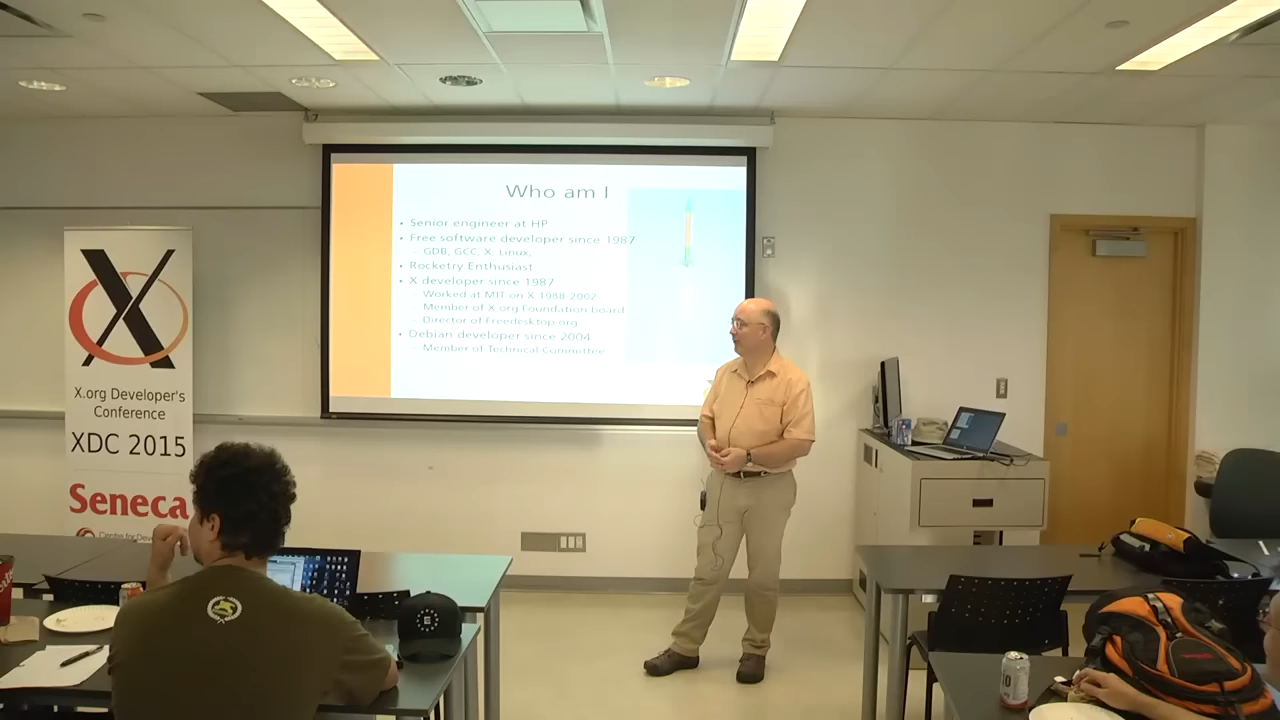 Who am I
• Senior engineer at HP
• Free software developer since 1987
– GDB, GCC, X, Linux,
• Rocketry Enthusiast
• X developer since 1987
– Worked at MIT on X 1988-2002
– Member of X.org Foundation board
– Director of Freedesktop.org
• Debian developer since 2004
– Member of Technical Committee
X
X.org Developer's
Conference
XDC 2015
Seneca
Centre for